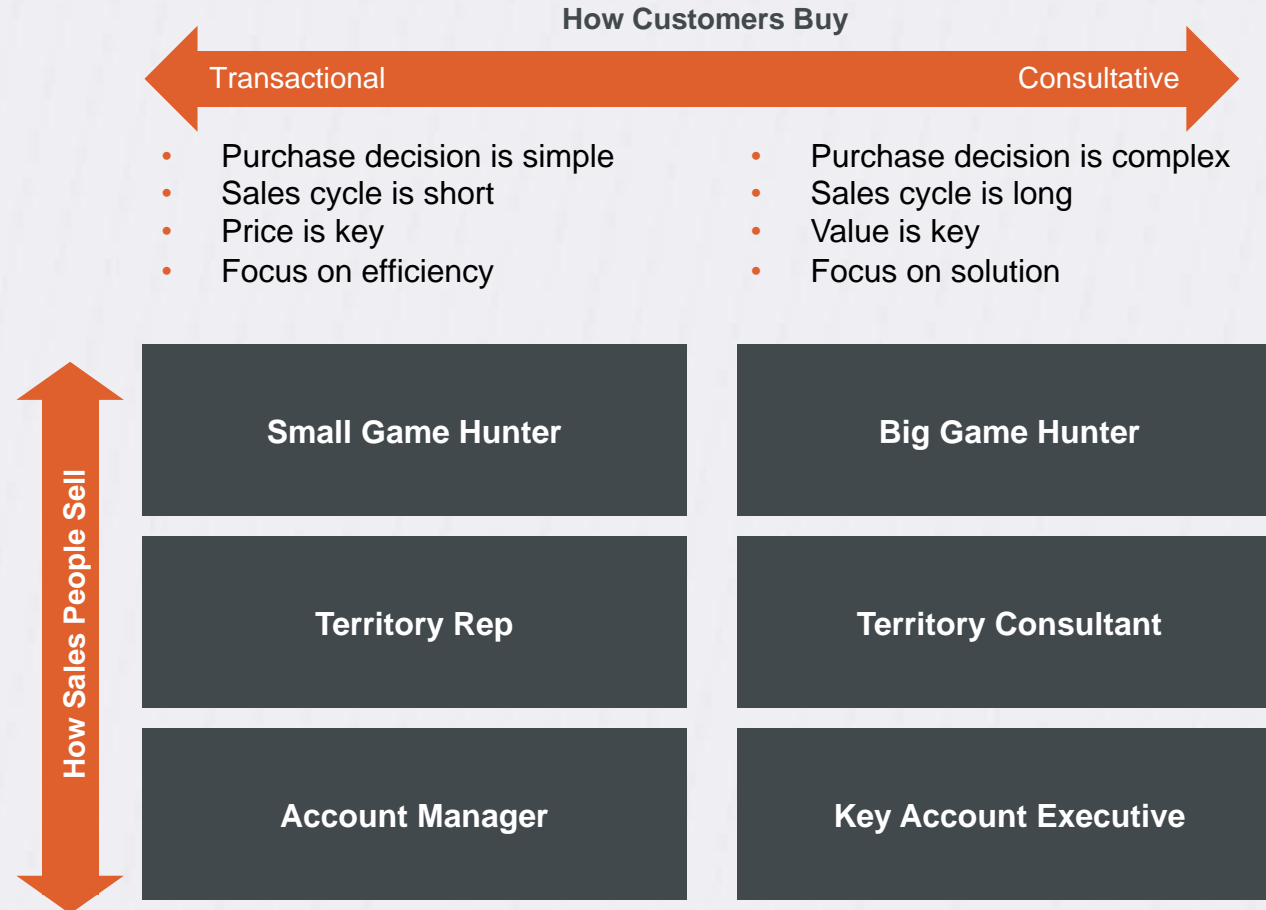 How Customers Buy
Transactional
Consultative
• Purchase decision is simple
• Sales cycle is short
• Price is key
• Focus on efficiency
• Purchase decision is complex
• Sales cycle is long
• Value is key
• Focus on solution
How Sales People Sell
Small Game Hunter
Big Game Hunter
Territory Rep
Territory Consultant
Account Manager
Key Account Executive